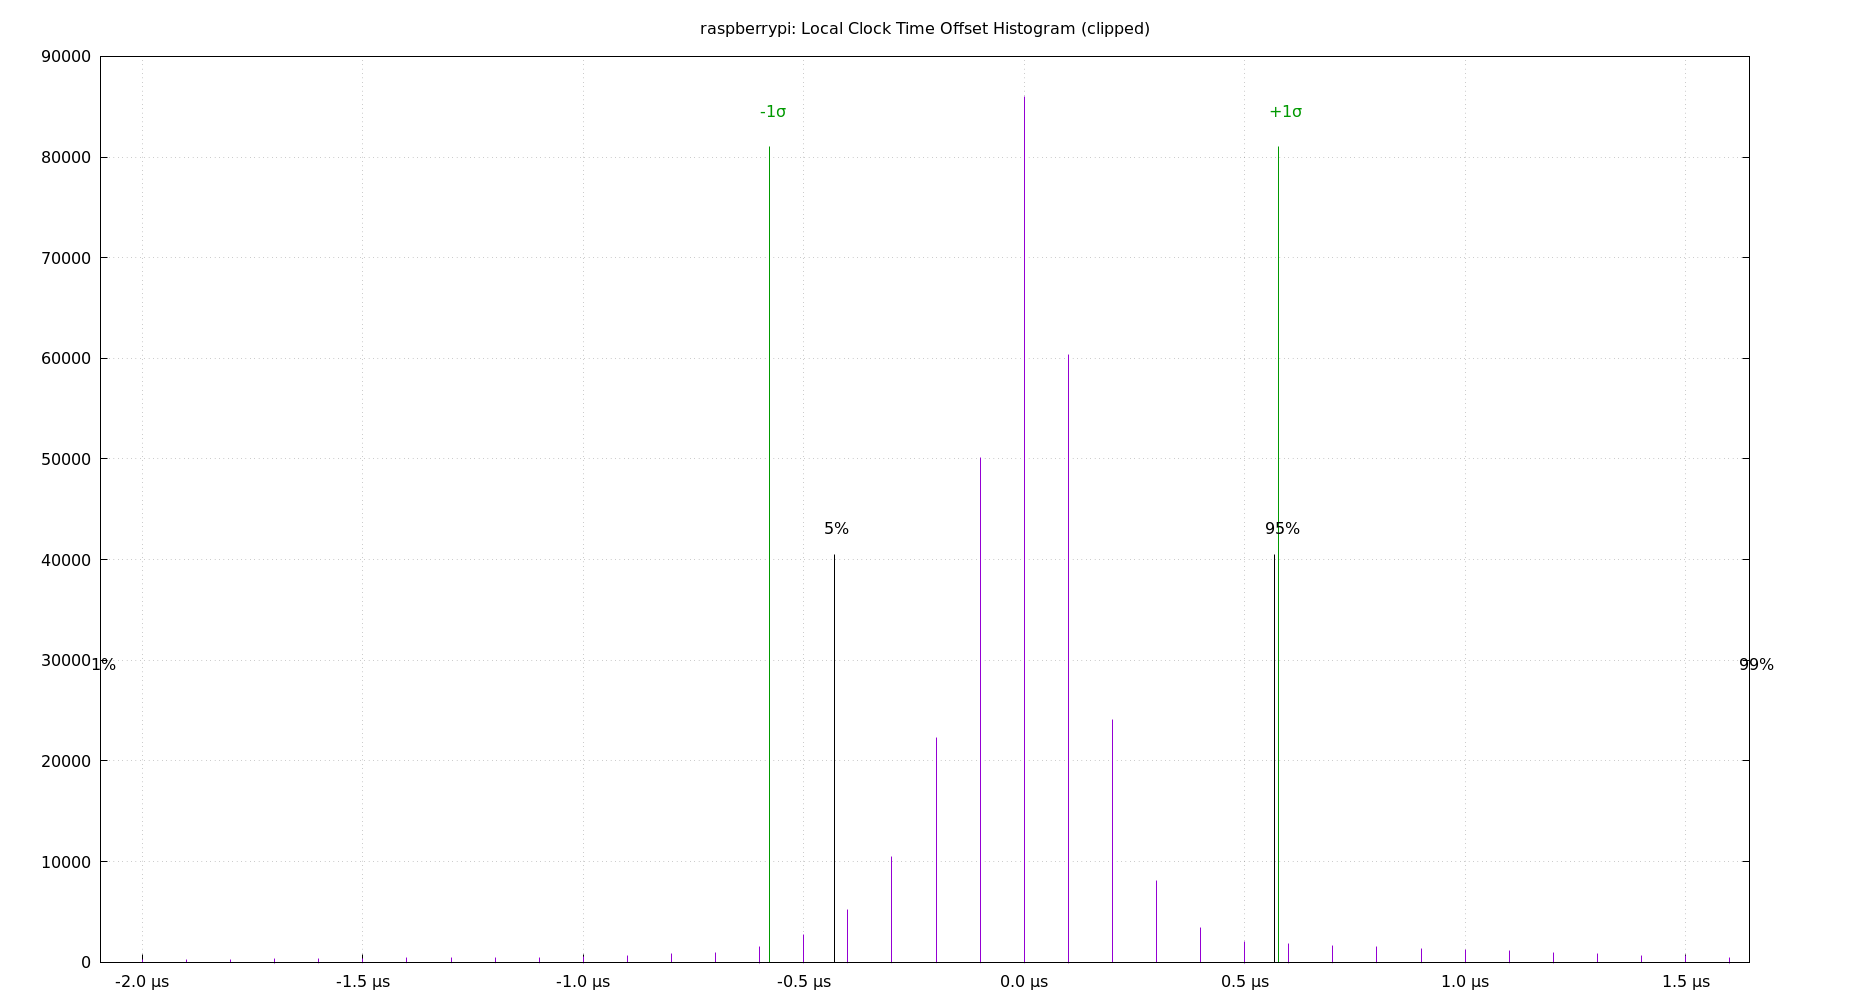 raspberrypi: Local Clock Time Offset Histogram (clipped)
90000
-1σ
+1σ
80000
70000
60000
50000
5%
95%
40000
30000
1%
99%
20000
10000
0
-2.0 µs
-1.5 µs
-1.0 µs
-0.5 µs
0.0 µs
0.5 µs
1.0 µs
1.5 µs